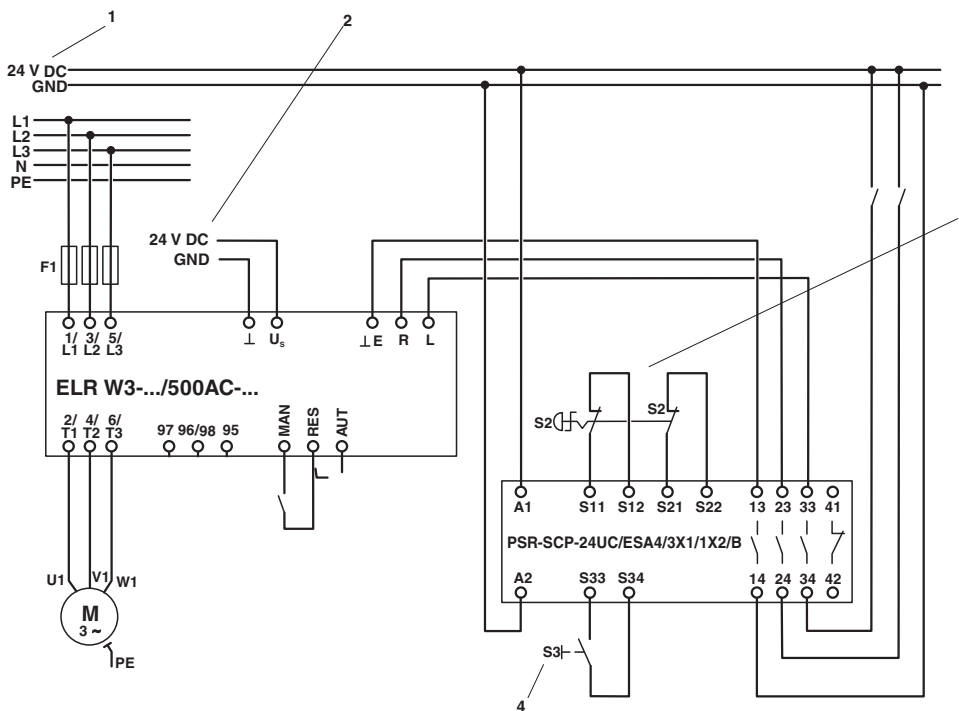 1
2
24 V DC
GND
L1
L2
L3
N
PE
24 V DC
GND
F1
1/ 3/ 5/
L1 L2 L3
⊥ Us ⊥E R L
ELR W3-.../500AC-...
2/ 4/ 6/
T1 T2 T3
97 96/98 95
MAN RES AUT
S2 S2
A1 S11 S12 S21 S22 13 23 33 41
PSR-SCP-24UC/ESA4/3X1/1X2/B
A2 S33 S34 14 24 34 42
U1 V1 W1
M
3 ~
PE
S3
4